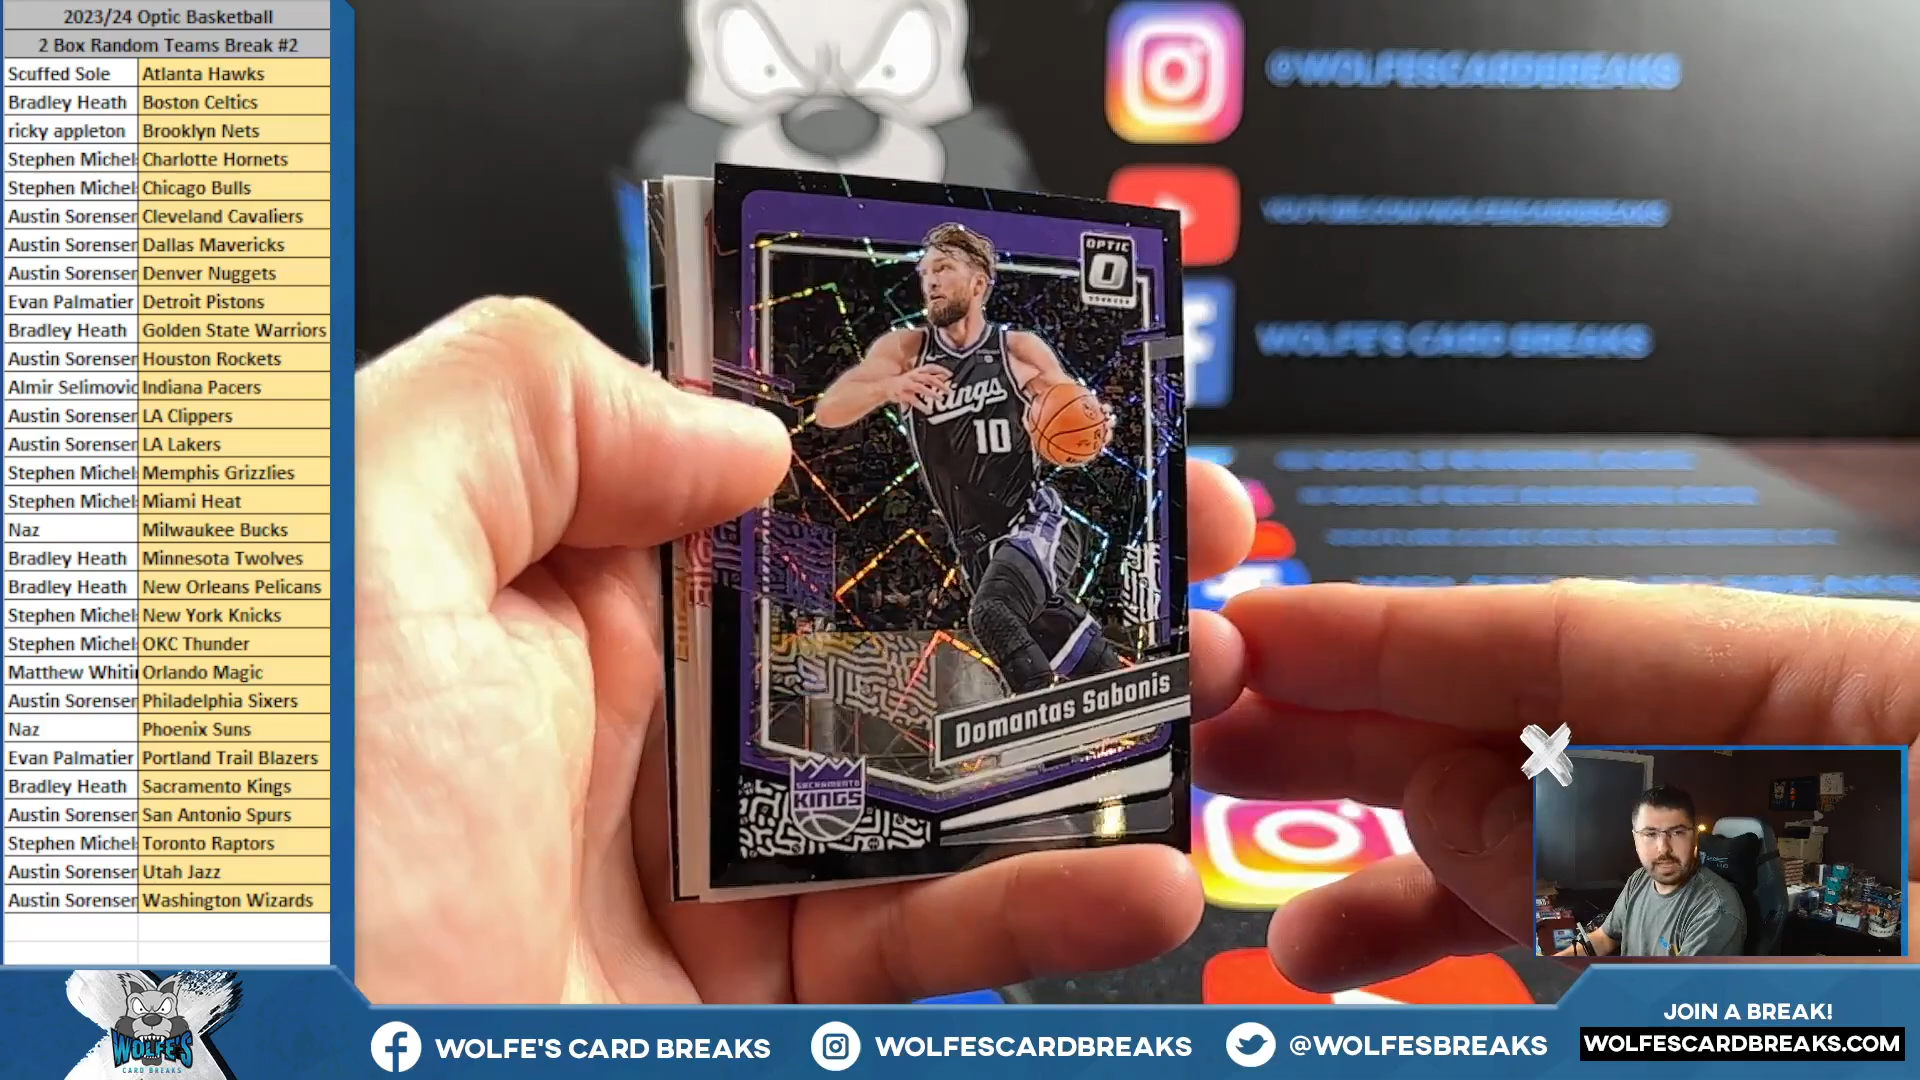 2023/24 Optic Basketball
2 Box Random Teams Break #2
Scuffed Sole Atlanta Hawks
Bradley Heath Boston Celtics
ricky appleton Brooklyn Nets
Stephen Michel Charlotte Hornets
Stephen Michel Chicago Bulls
Austin Sorensen Cleveland Cavaliers
Austin Sorensen Dallas Mavericks
Austin Sorensen Denver Nuggets
Evan Palmatier Detroit Pistons
Bradley Heath Golden State Warriors
Austin Sorensen Houston Rockets
Almir Selimovic Indiana Pacers
Austin Sorensen LA Clippers
Austin Sorensen LA Lakers
Stephen Michel Memphis Grizzlies
Stephen Michel Miami Heat
Naz Milwaukee Bucks
Bradley Heath Minnesota Twolves
Bradley Heath New Orleans Pelicans
Stephen Michel New York Knicks
Stephen Michel OKC Thunder
Matthew Whitin Orlando Magic
Austin Sorensen Philadelphia Sixers
Naz Phoenix Suns
Evan Palmatier Portland Trail Blazers
Bradley Heath Sacramento Kings
Austin Sorensen San Antonio Spurs
Stephen Michel Toronto Raptors
Austin Sorensen Utah Jazz
Austin Sorensen Washington Wizards
@WOLFESCARDBREAKS
YOUTUBE.COM/WOLFESCARDBREAKS
WOLFE'S CARD BREAKS
OPTIC
DONRUSS
Kings
10
Domantas Sabonis
SACRAMENTO
KINGS
WOLFE'S
CARD BREAKS
WOLFE'S CARD BREAKS
WOLFESCARDBREAKS
@WOLFESBREAKS
JOIN A BREAK!
WOLFESCARDBREAKS.COM